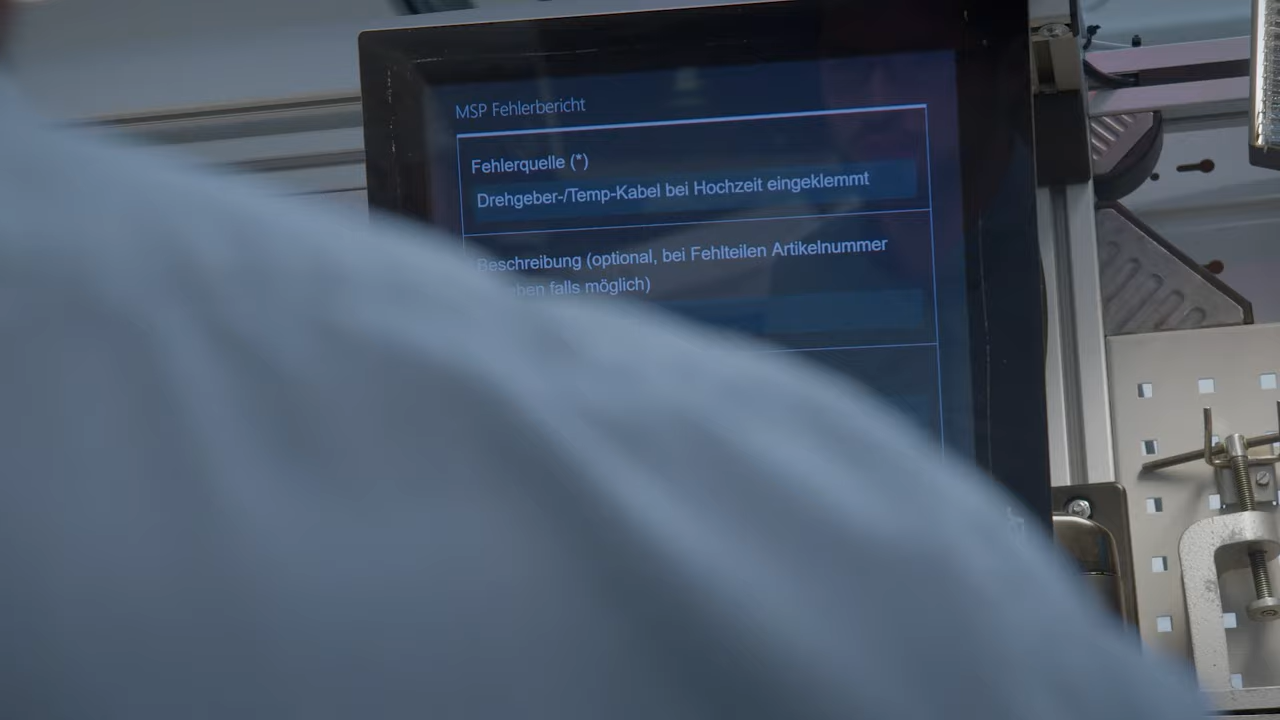 MSP Fehlerbericht
Fehlerquelle (*)
Drehgeber-/Temp-Kabel bei Hochzeit eingeklemmt
Beschreibung (optional, bei Fehlteilen Artikelnummer
falls möglich)